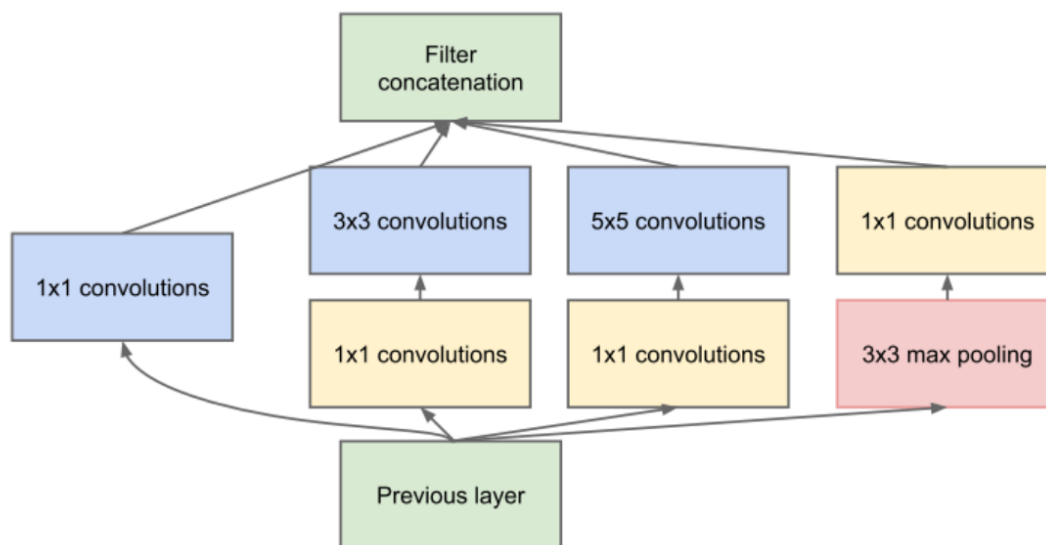 Filter
concatenation
3x3 convolutions
5x5 convolutions
1x1 convolutions
1x1 convolutions
1x1 convolutions
1x1 convolutions
3x3 max pooling
Previous layer